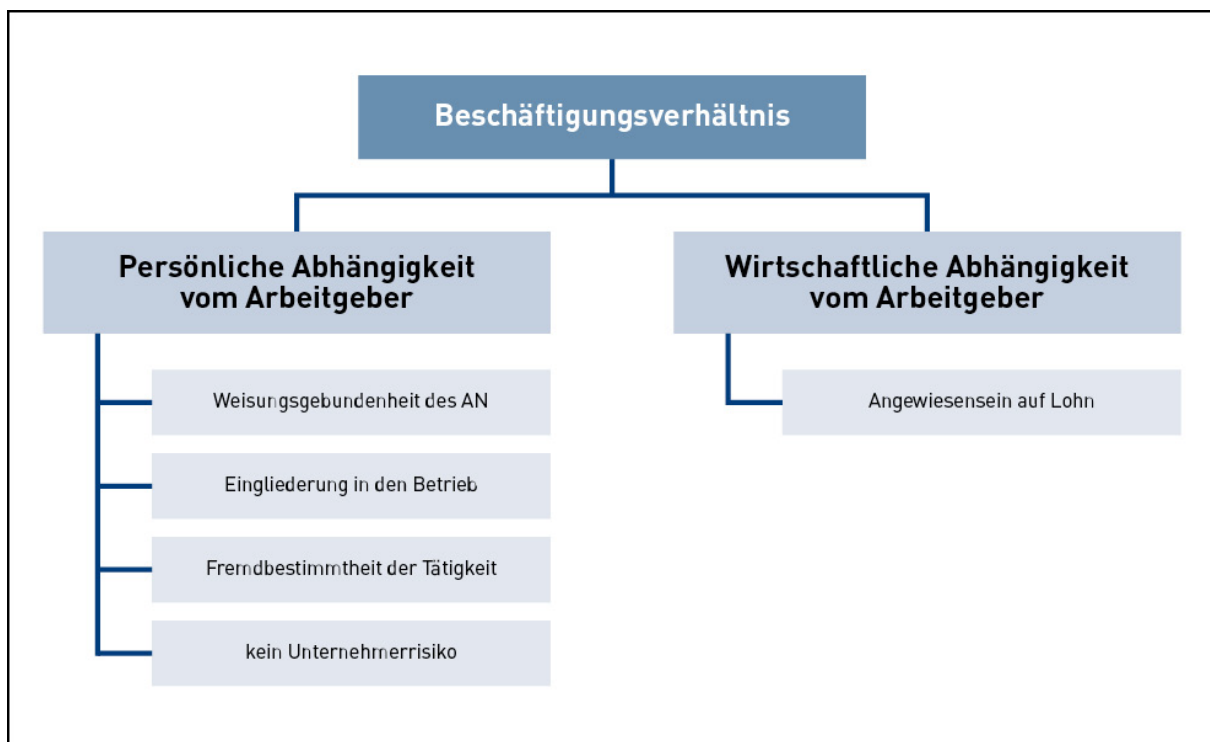 Beschäftigungsverhältnis
Persönliche Abhängigkeit
vom Arbeitgeber
Weisungsgebundenheit des AN
Eingliederung in den Betrieb
Fremdbestimmtheit der Tätigkeit
kein Unternehmerrisiko
Wirtschaftliche Abhängigkeit
vom Arbeitgeber
Angewiesensein auf Lohn